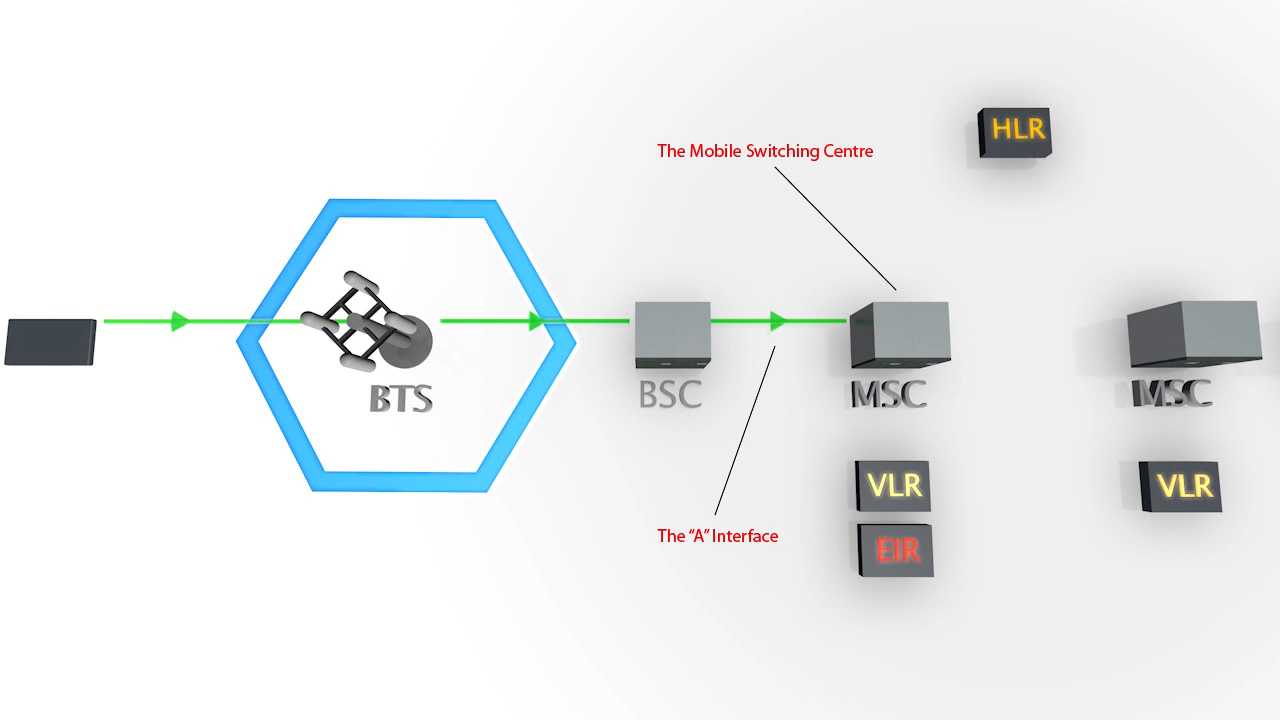 HLR
The Mobile Switching Centre
BTS
BSC
MSC
MSC
VLR
VLR
The “A” Interface
EIR